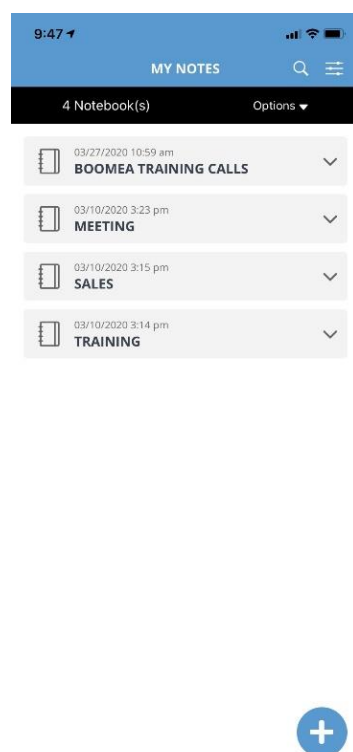 9:47
MY NOTES
4 Notebook(s) Options
03/27/2020 10:59 am
BOOMEA TRAINING CALLS
03/10/2020 3:23 pm
MEETING
03/10/2020 3:15 pm
SALES
03/10/2020 3:14 pm
TRAINING